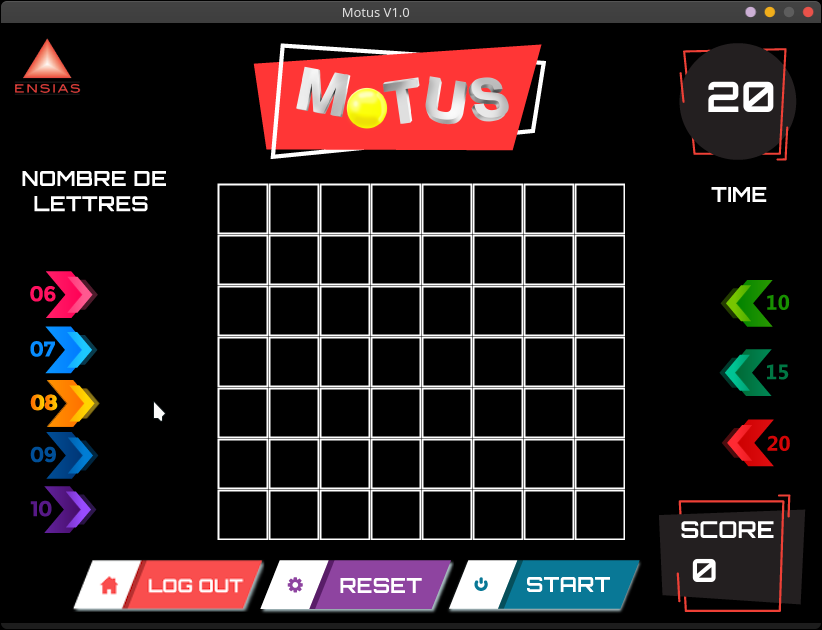 Motus V1.0
ENSIAS
MOTUS
20
NOMBRE DE
LETTRES
TIME
06
07
08
09
10
10
15
20
SCORE
0
LOG OUT
RESET
START